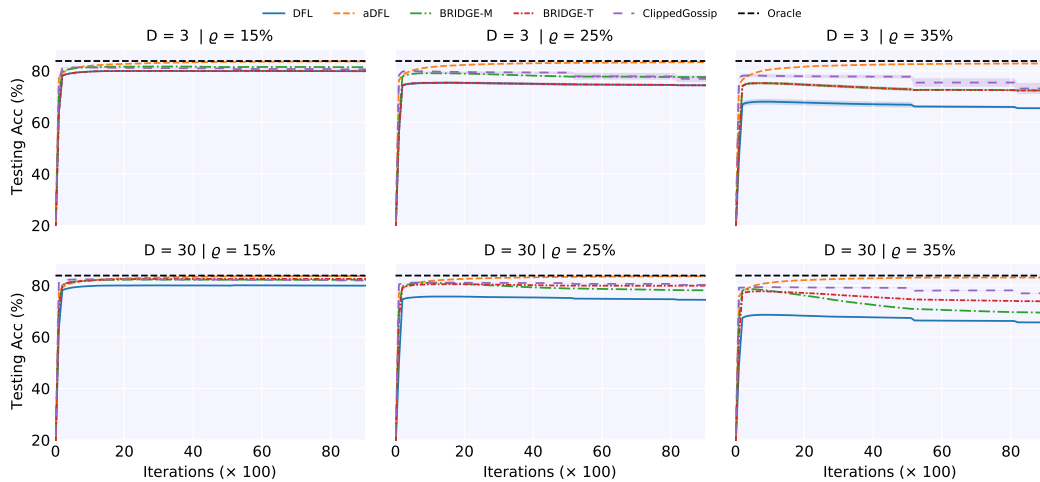 DFL aDFL BRIDGE-M BRIDGE-T ClippedGossip Oracle
D = 3 | ϱ = 15% D = 3 | ϱ = 25% D = 3 | ϱ = 35%
80
60
40
20
Testing Acc (%)
D = 30 | ϱ = 15% D = 30 | ϱ = 25% D = 30 | ϱ = 35%
80
60
40
20
Testing Acc (%)
0 20 40 60 80 0 20 40 60 80 0 20 40 60 80
Iterations (× 100) Iterations (× 100) Iterations (× 100)